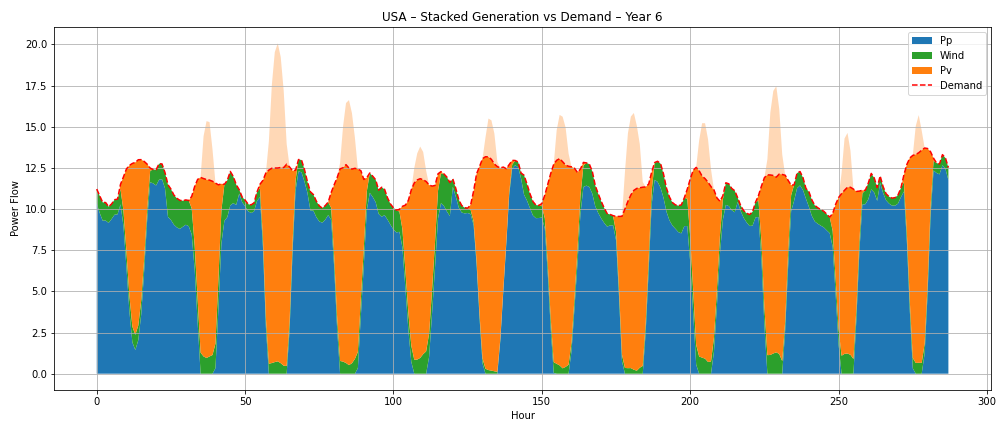 USA – Stacked Generation vs Demand – Year 6
Power Flow
20.0
17.5
15.0
12.5
10.0
7.5
5.0
2.5
0.0
Pp
Wind
Pv
Demand
0 50 100 150 200 250 300
Hour